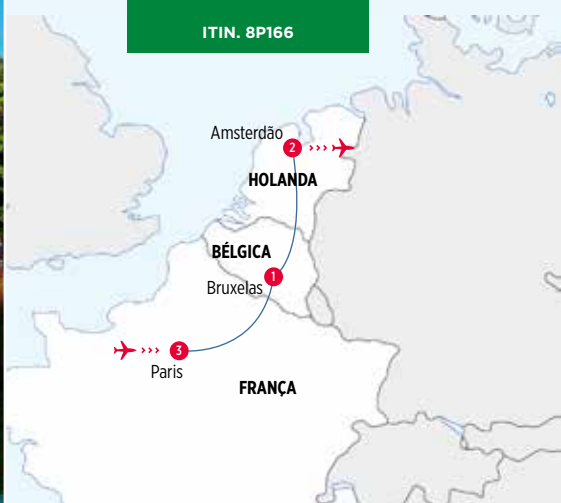 ITIN. 8P166
Amsterdão
2
HOLANDA
BÉLGICA
1
Bruxelas
3
Paris
FRANÇA